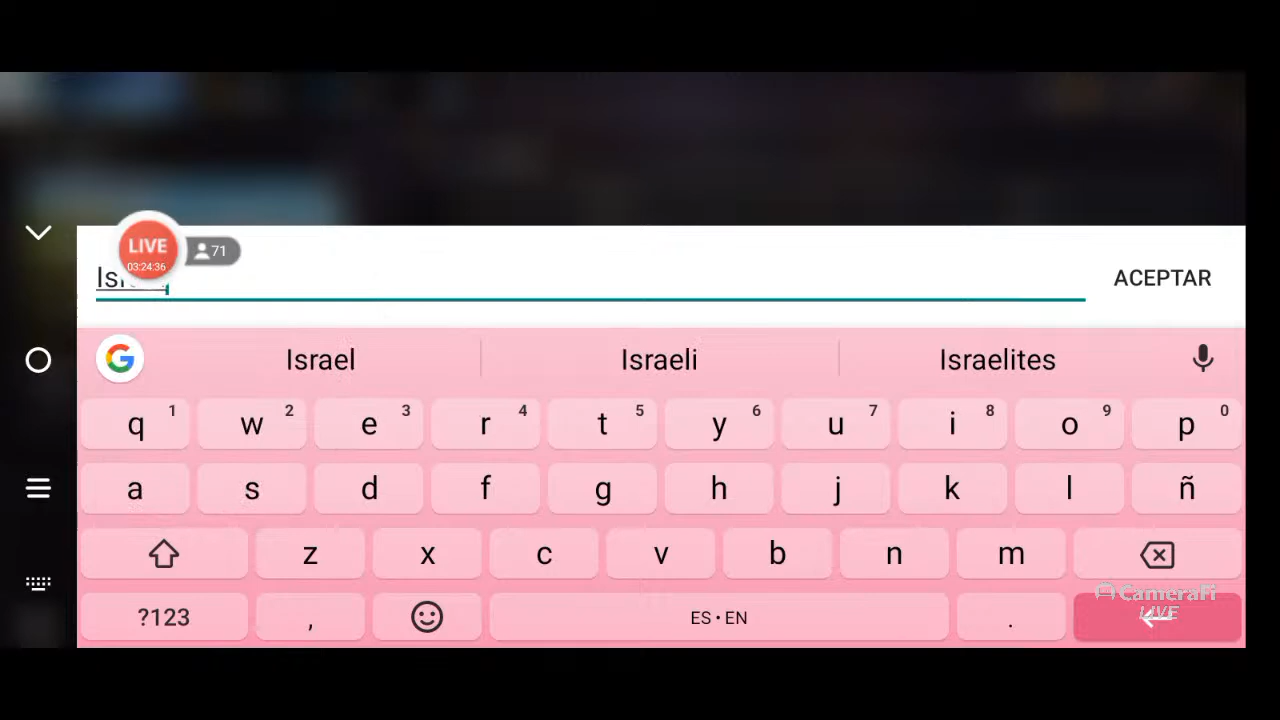 LIVE
03:24:36
71
ACEPTAR
Israel
Israeli
Israelites
q 1 w 2 e 3 r 4 t 5 y 6 u 7 i 8 o 9 p 0
a s d f g h j k l ñ
z x c v b n m
CameraFi
LIVE
?123 , ES • EN .